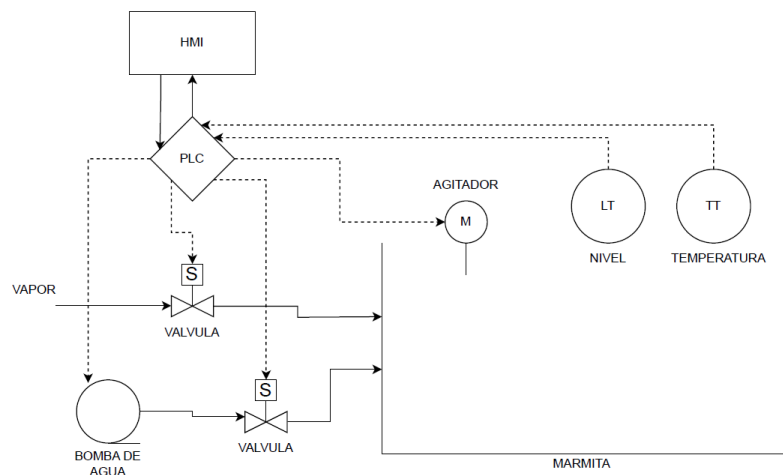 HMI
PLC
AGITADOR
M
LT
TT
NIVEL
TEMPERATURA
S
VAPOR
VALVULA
S
BOMBA DE
AGUA
VALVULA
MARMITA